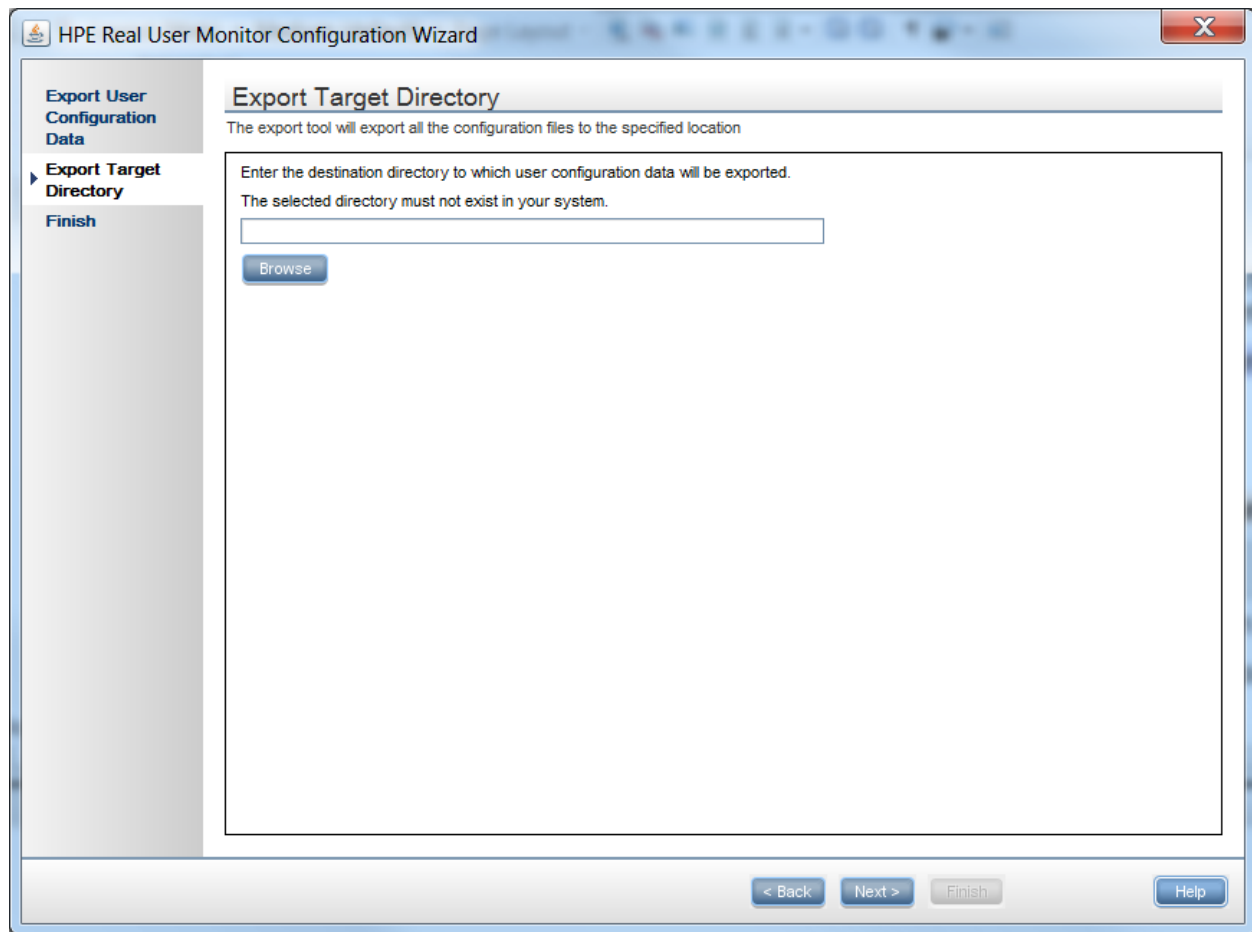 HPE Real User Monitor Configuration Wizard
X
Export User
Configuration
Data
Export Target
Directory
Finish
Export Target Directory
The export tool will export all the configuration files to the specified location
Enter the destination directory to which user configuration data will be exported.
The selected directory must not exist in your system.
Browse
< Back
Next >
Finish
Help